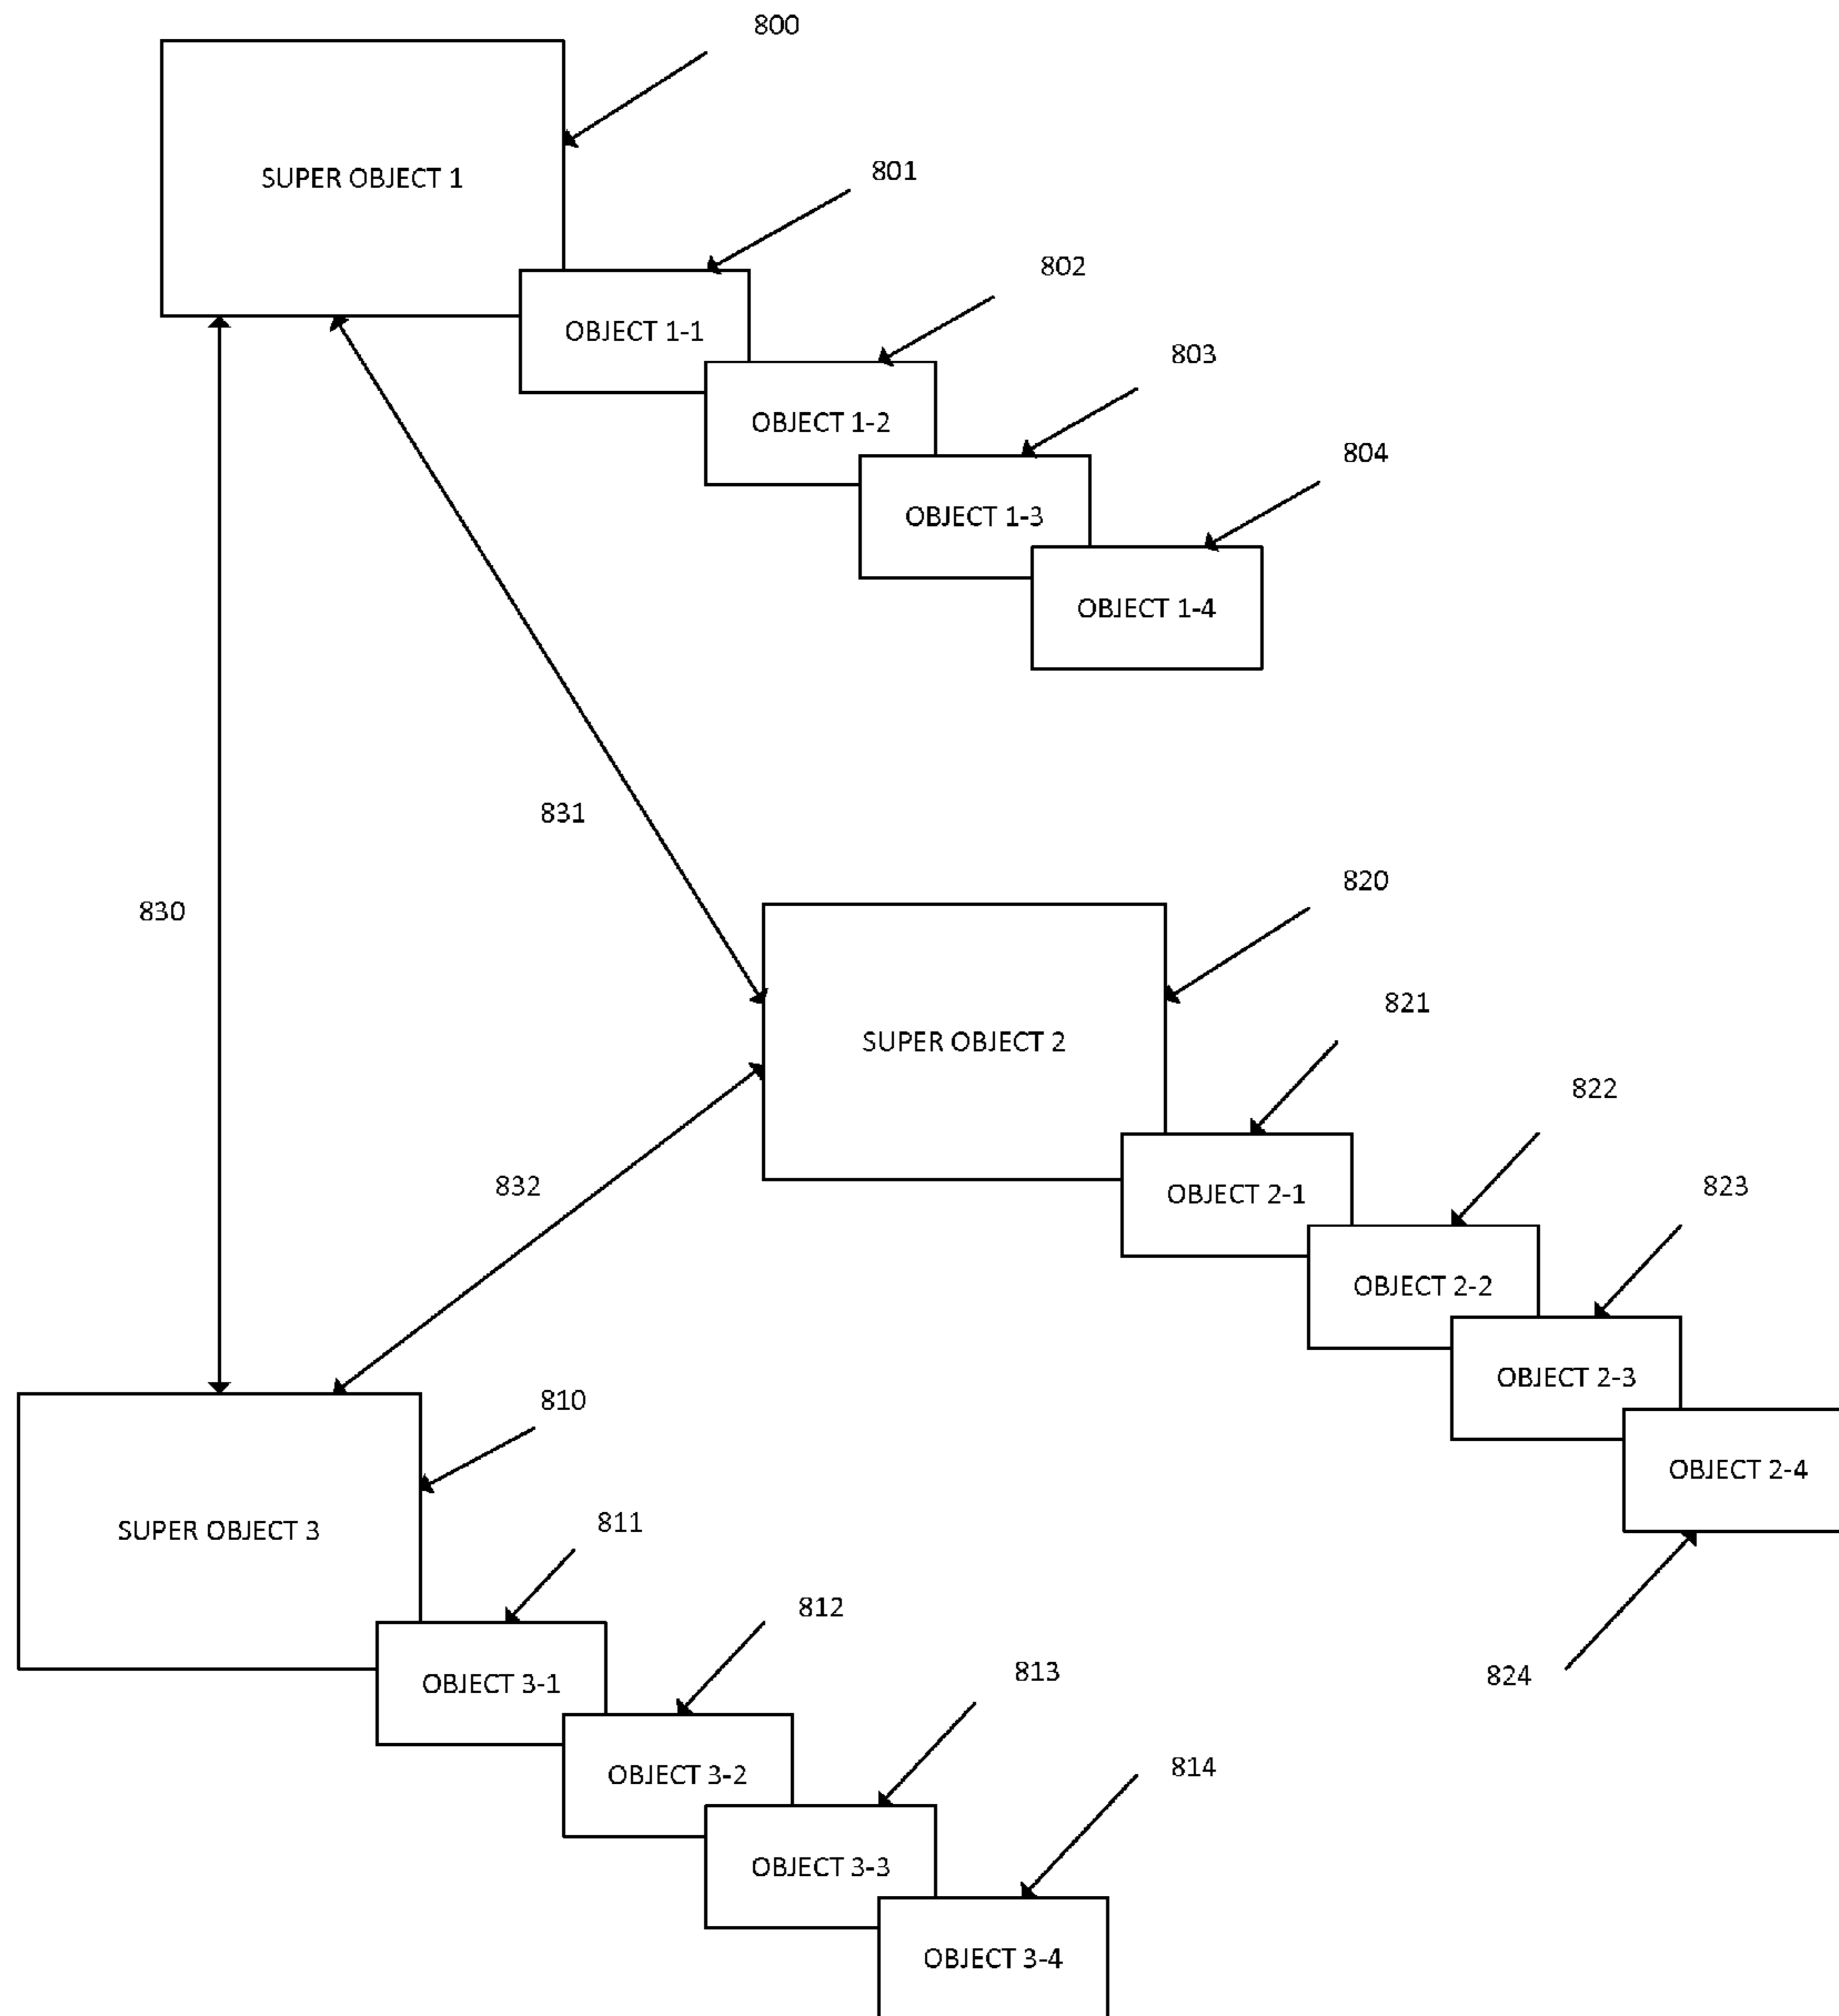 800
SUPER OBJECT 1
801
802
OBJECT 1-1
803
OBJECT 1-2
804
OBJECT 1-3
OBJECT 1-4
831
820
830
821
SUPER OBJECT 2
822
832
823
OBJECT 2-1
OBJECT 2-2
OBJECT 2-3
810
OBJECT 2-4
811
SUPER OBJECT 3
812
813
824
OBJECT 3-1
814
OBJECT 3-2
OBJECT 3-3
OBJECT 3-4